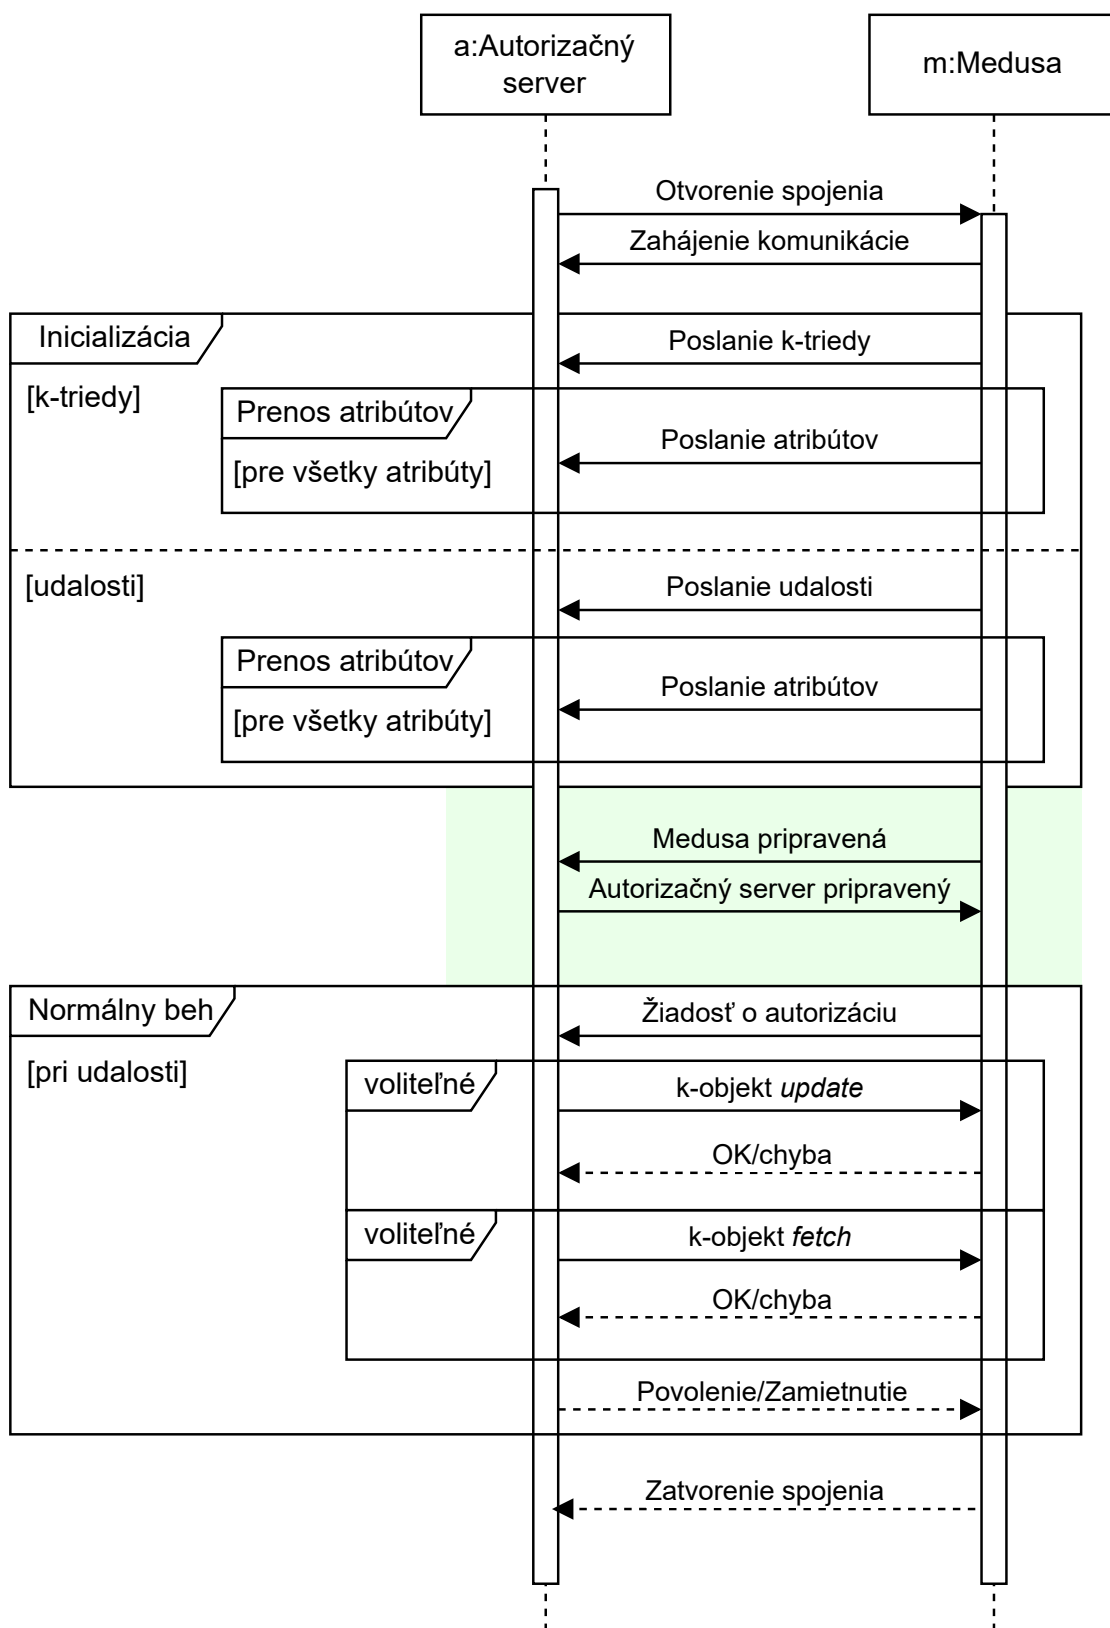 a:Autorizačný
server
m:Medusa
Otvorenie spojenia
Zahájenie komunikácie
Inicializácia
Poslanie k-triedy
[k-triedy]
Prenos atribútov
Poslanie atribútov
[pre všetky atribúty]
[udalosti]
Poslanie udalosti
Prenos atribútov
Poslanie atribútov
[pre všetky atribúty]
Medusa pripravená
Autorizačný server pripravený
Normálny beh
Žiadosť o autorizáciu
[pri udalosti]
voliteľné
k-objekt update
OK/chyba
voliteľné
k-objekt fetch
OK/chyba
Povolenie/Zamietnutie
Zatvorenie spojenia